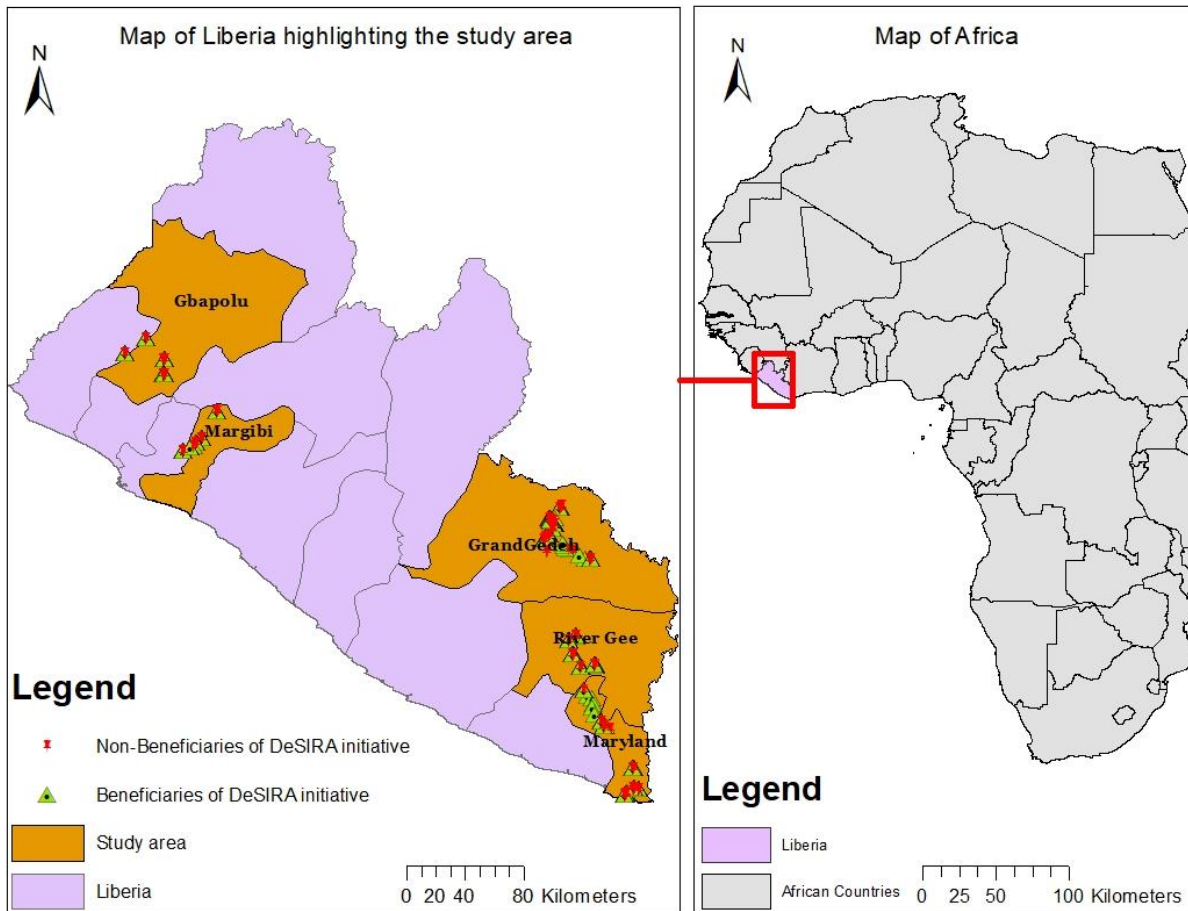 Map of Liberia highlighting the study area
N
Gbapolu
Margibi
GrandGedeh
River Gee
Maryland
Legend
Non-Beneficiaries of DeSIRA initiative
Beneficiaries of DeSIRA initiative
Study area
Liberia
0 20 40 80 Kilometers
Map of Africa
N
Legend
Liberia
African Countries
0 25 50 100 Kilometers